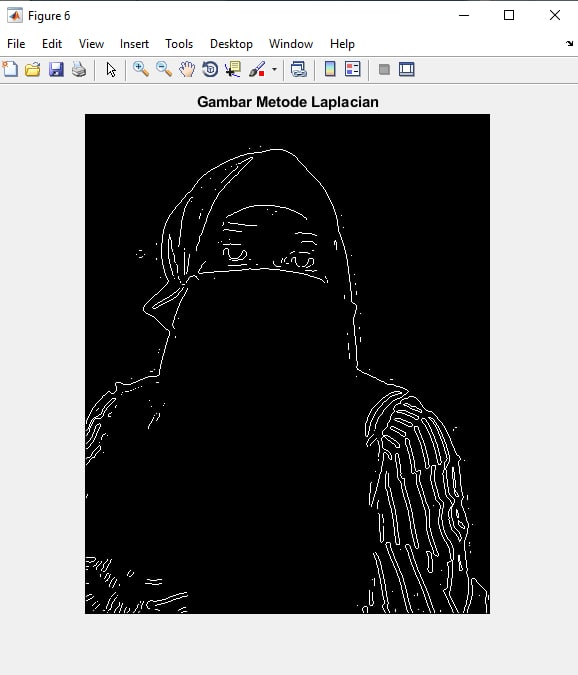 Figure 6
File Edit View Insert Tools Desktop Window Help
Gambar Metode Laplacian